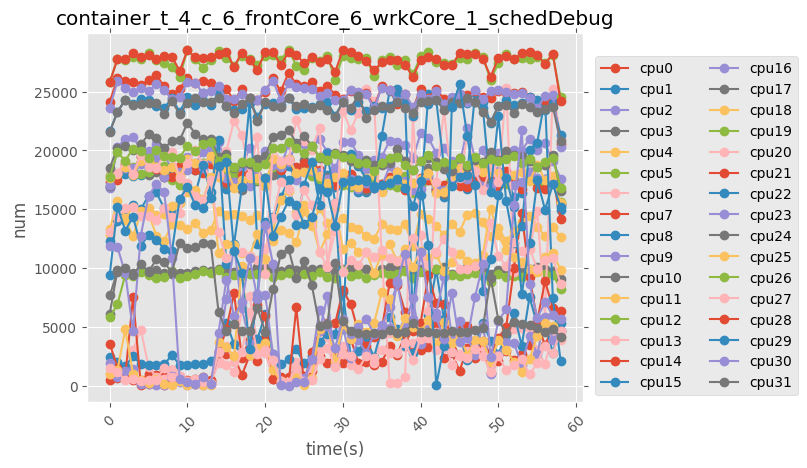 container_t_4_c_6_frontCore_6_wrkCore_1_schedDebug
num
25000
20000
15000
10000
5000
0
0
10
20
30
40
50
60
time(s)
cpu0
cpu1
cpu2
cpu3
cpu4
cpu5
cpu6
cpu7
cpu8
cpu9
cpu10
cpu11
cpu12
cpu13
cpu14
cpu15
cpu16
cpu17
cpu18
cpu19
cpu20
cpu21
cpu22
cpu23
cpu24
cpu25
cpu26
cpu27
cpu28
cpu29
cpu30
cpu31